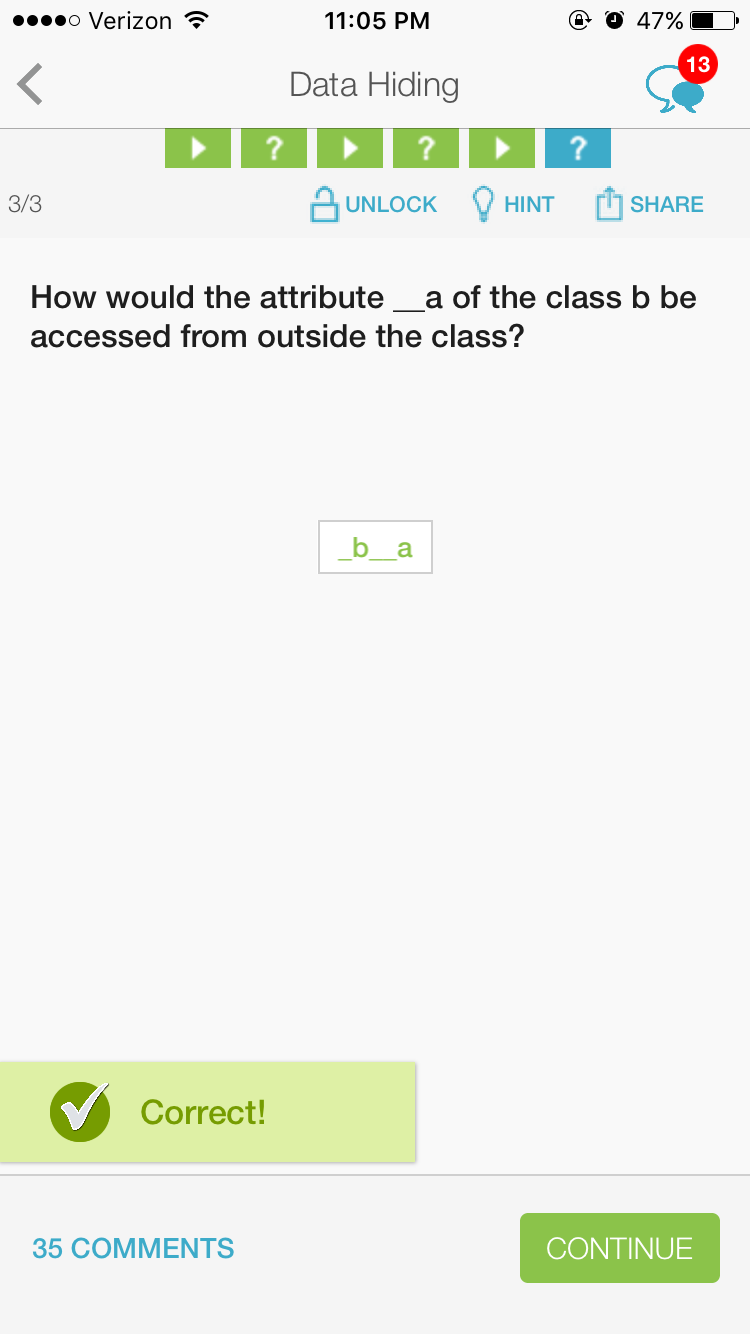 Verizon 11:05 PM 47%
Data Hiding
13
? ? ?
3/3 UNLOCK HINT SHARE
How would the attribute __a of the class b be
accessed from outside the class?
_b__a
Correct!
35 COMMENTS CONTINUE